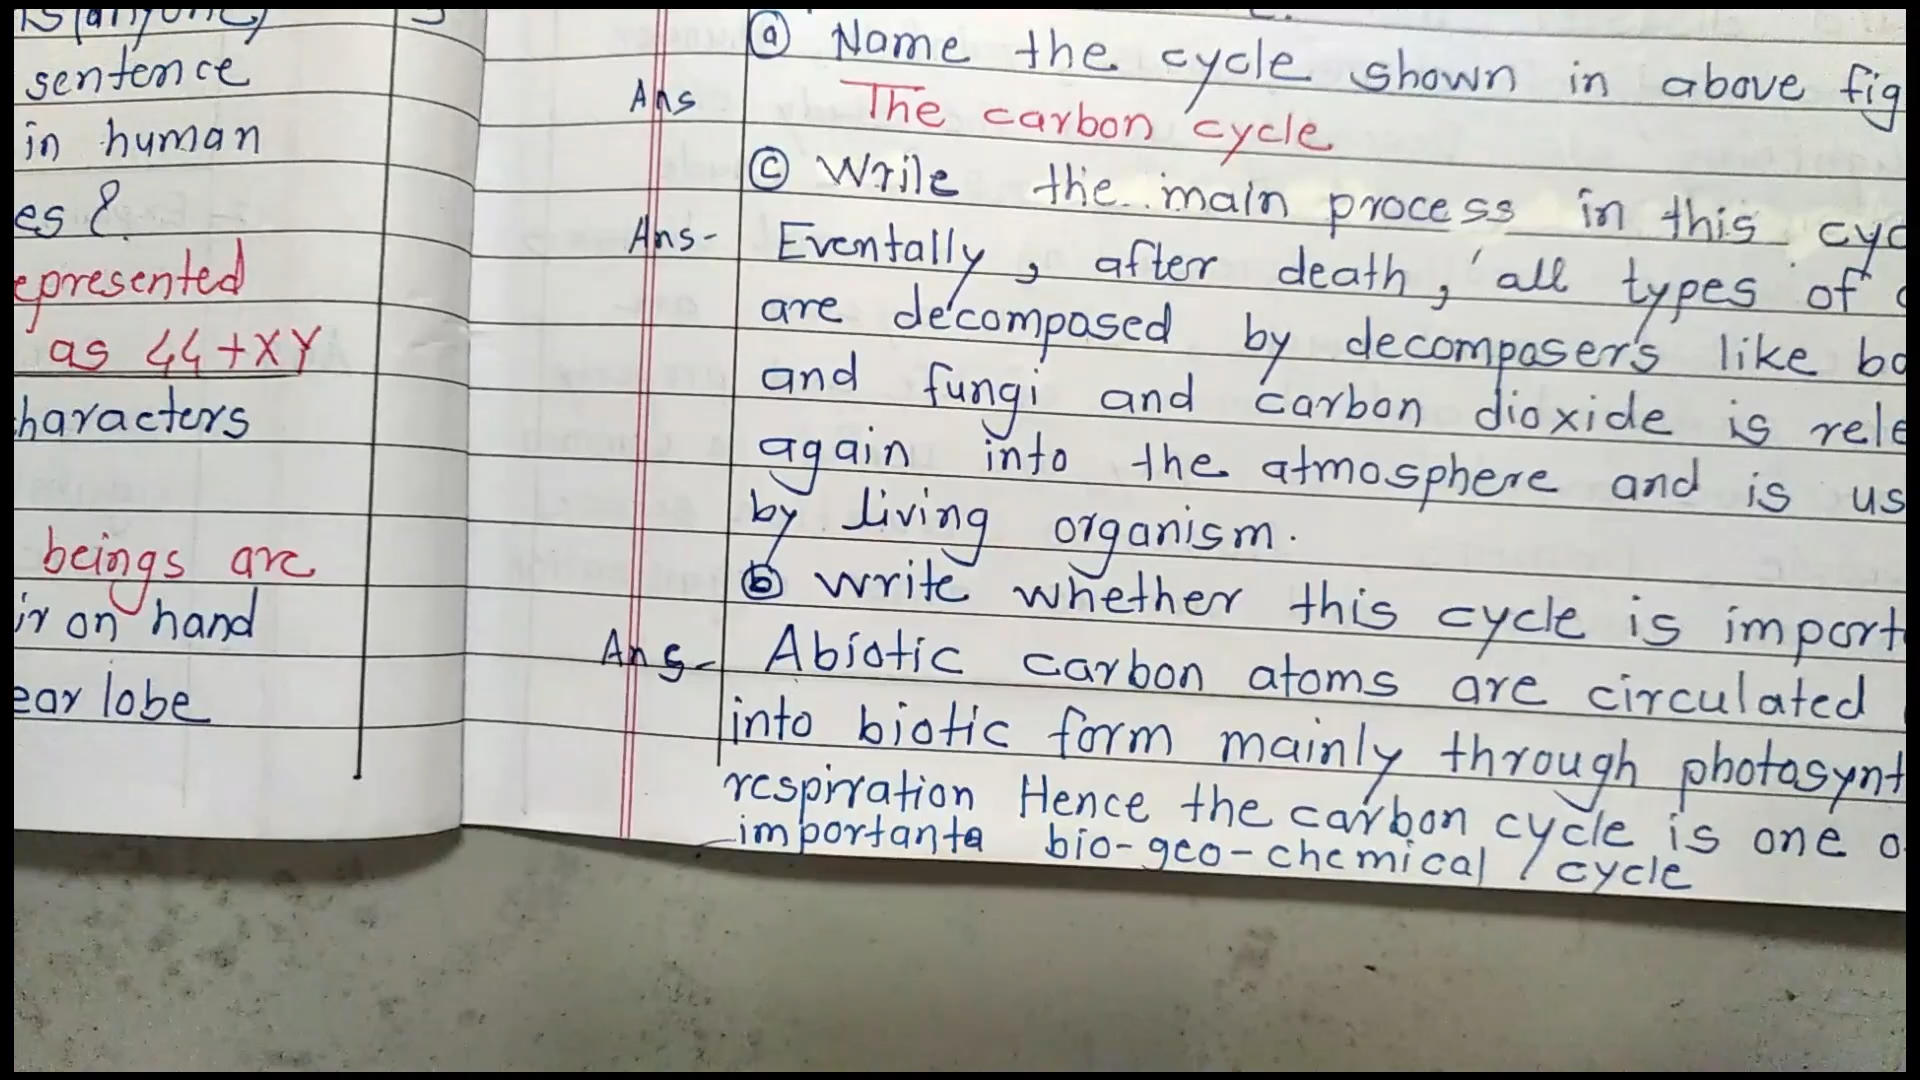 sentence
in human
es ?
epresented
as 44+XY
haracters
beings are
ir on hand
ear lobe
ⓐ Name the cycle shown in above fig
Ans The carbon cycle
ⓒ Write the main process in this cyc
Ans- Eventally, after death, all types of
are decomposed by decomposers like ba
and fungi and carbon dioxide is rele
again into the atmosphere and is us
by living organism.
ⓑ write whether this cycle is import
Ans- Abiotic carbon atoms are circulated
into biotic form mainly through photosynt
respiration Hence the carbon cycle is one o
important bio-geo-chemical cycle